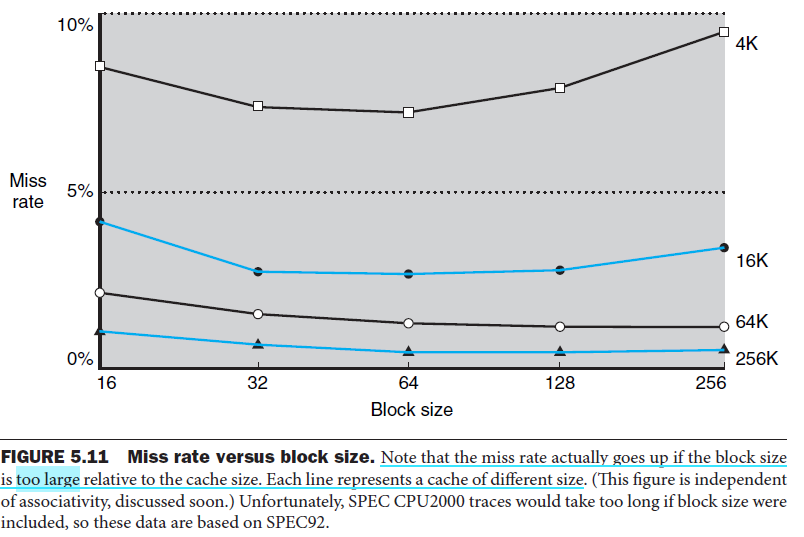 10%
4K
Miss
rate
5%
16K
64K
0%
256K
16
32
64
128
256
Block size
FIGURE 5.11 Miss rate versus block size. Note that the miss rate actually goes up if the block size
is too large relative to the cache size. Each line represents a cache of different size. (This figure is independent
of associativity, discussed soon.) Unfortunately, SPEC CPU2000 traces would take too long if block size were
included, so these data are based on SPEC92.